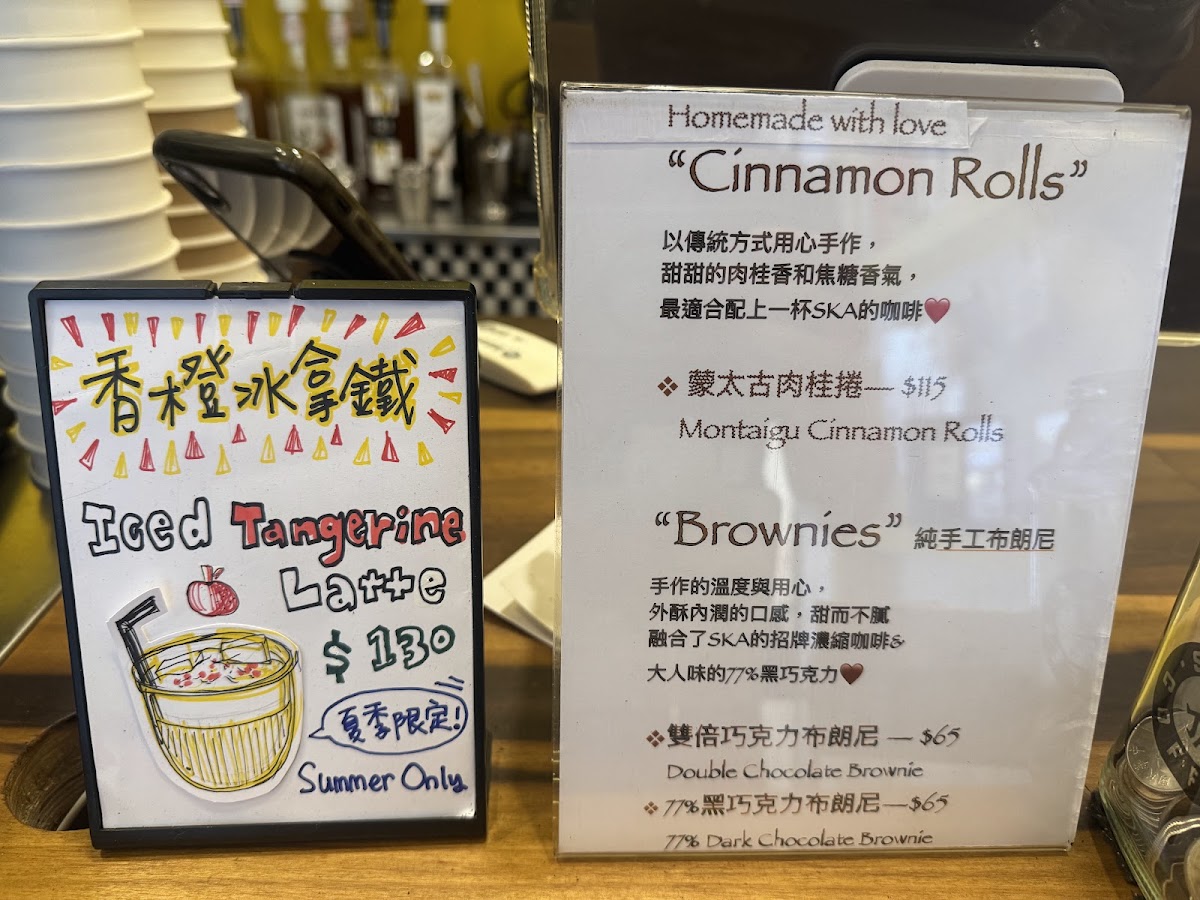 香橙冰拿鐵
Iced Tangerine
Latte
$130
夏季限定!
Summer Only
Homemade with love
“Cinnamon Rolls”
以傳統方式用心手作，
甜甜的肉桂香和焦糖香氣，
最適合配上一杯SKA的咖啡❤
❖ 蒙太古肉桂捲— $115
Montaigu Cinnamon Rolls
“Brownies” 純手工布朗尼
手作的溫度與用心，
外酥內潤的口感，甜而不膩
融合了SKA的招牌濃縮咖啡&
大人味的77%黑巧克力❤
❖雙倍巧克力布朗尼 — $65
Double Chocolate Brownie
❖ 77%黑巧克力布朗尼—$65
77% Dark Chocolate Brownie